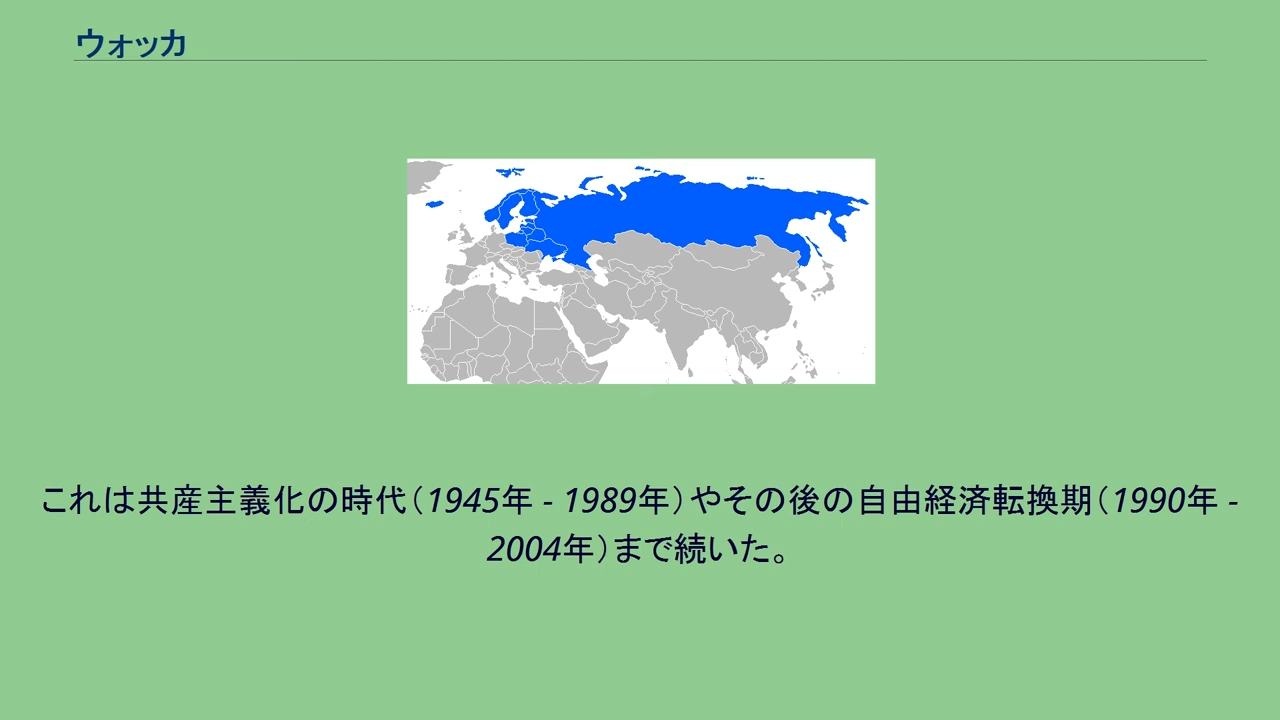 ウォッカ
これは共産主義化の時代（1945年 - 1989年）やその後の自由経済転換期（1990年 -
2004年）まで続いた。